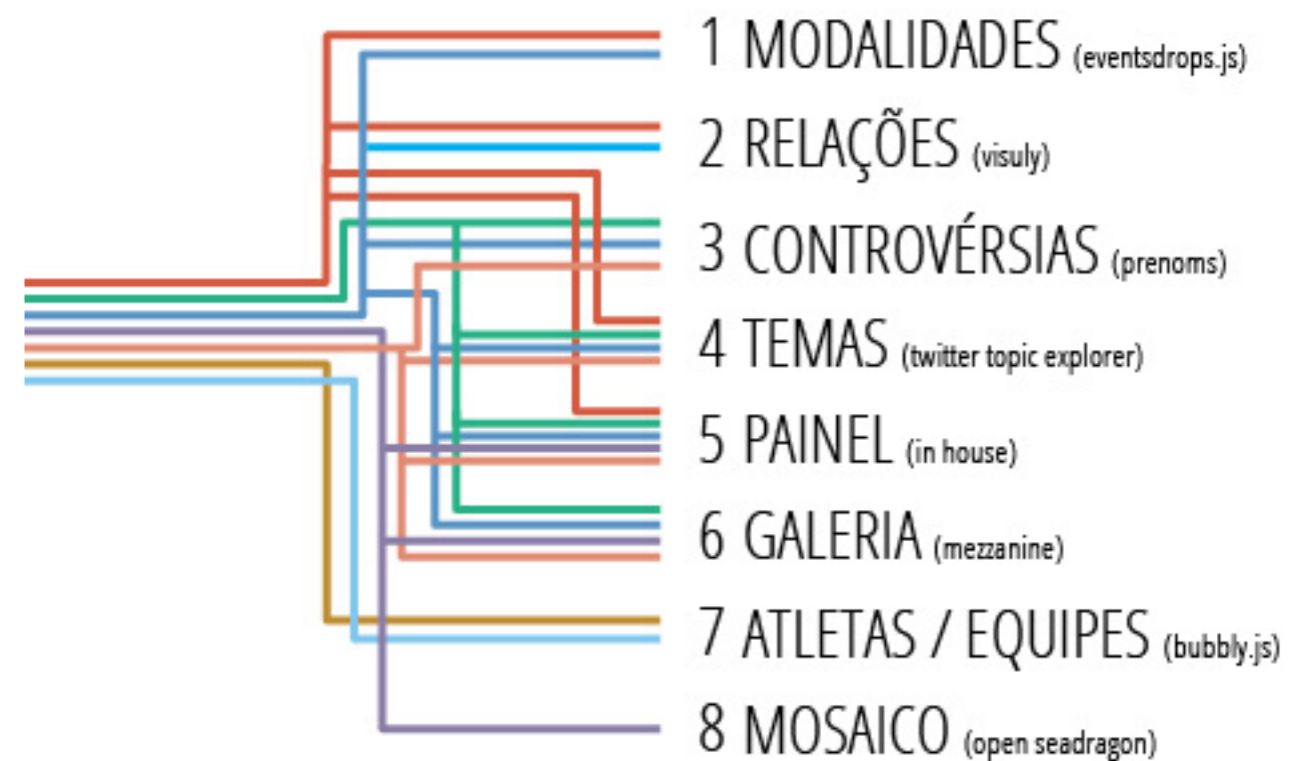 1 MODALIDADES (eventsdrops.js)
2 RELAÇÕES (visuly)
3 CONTROVÉRSIAS (prenoms)
4 TEMAS (twitter topic explorer)
5 PAINEL (in house)
6 GALERIA (mezzanine)
7 ATLETAS / EQUIPES (bubbly.js)
8 MOSAICO (open seadragon)